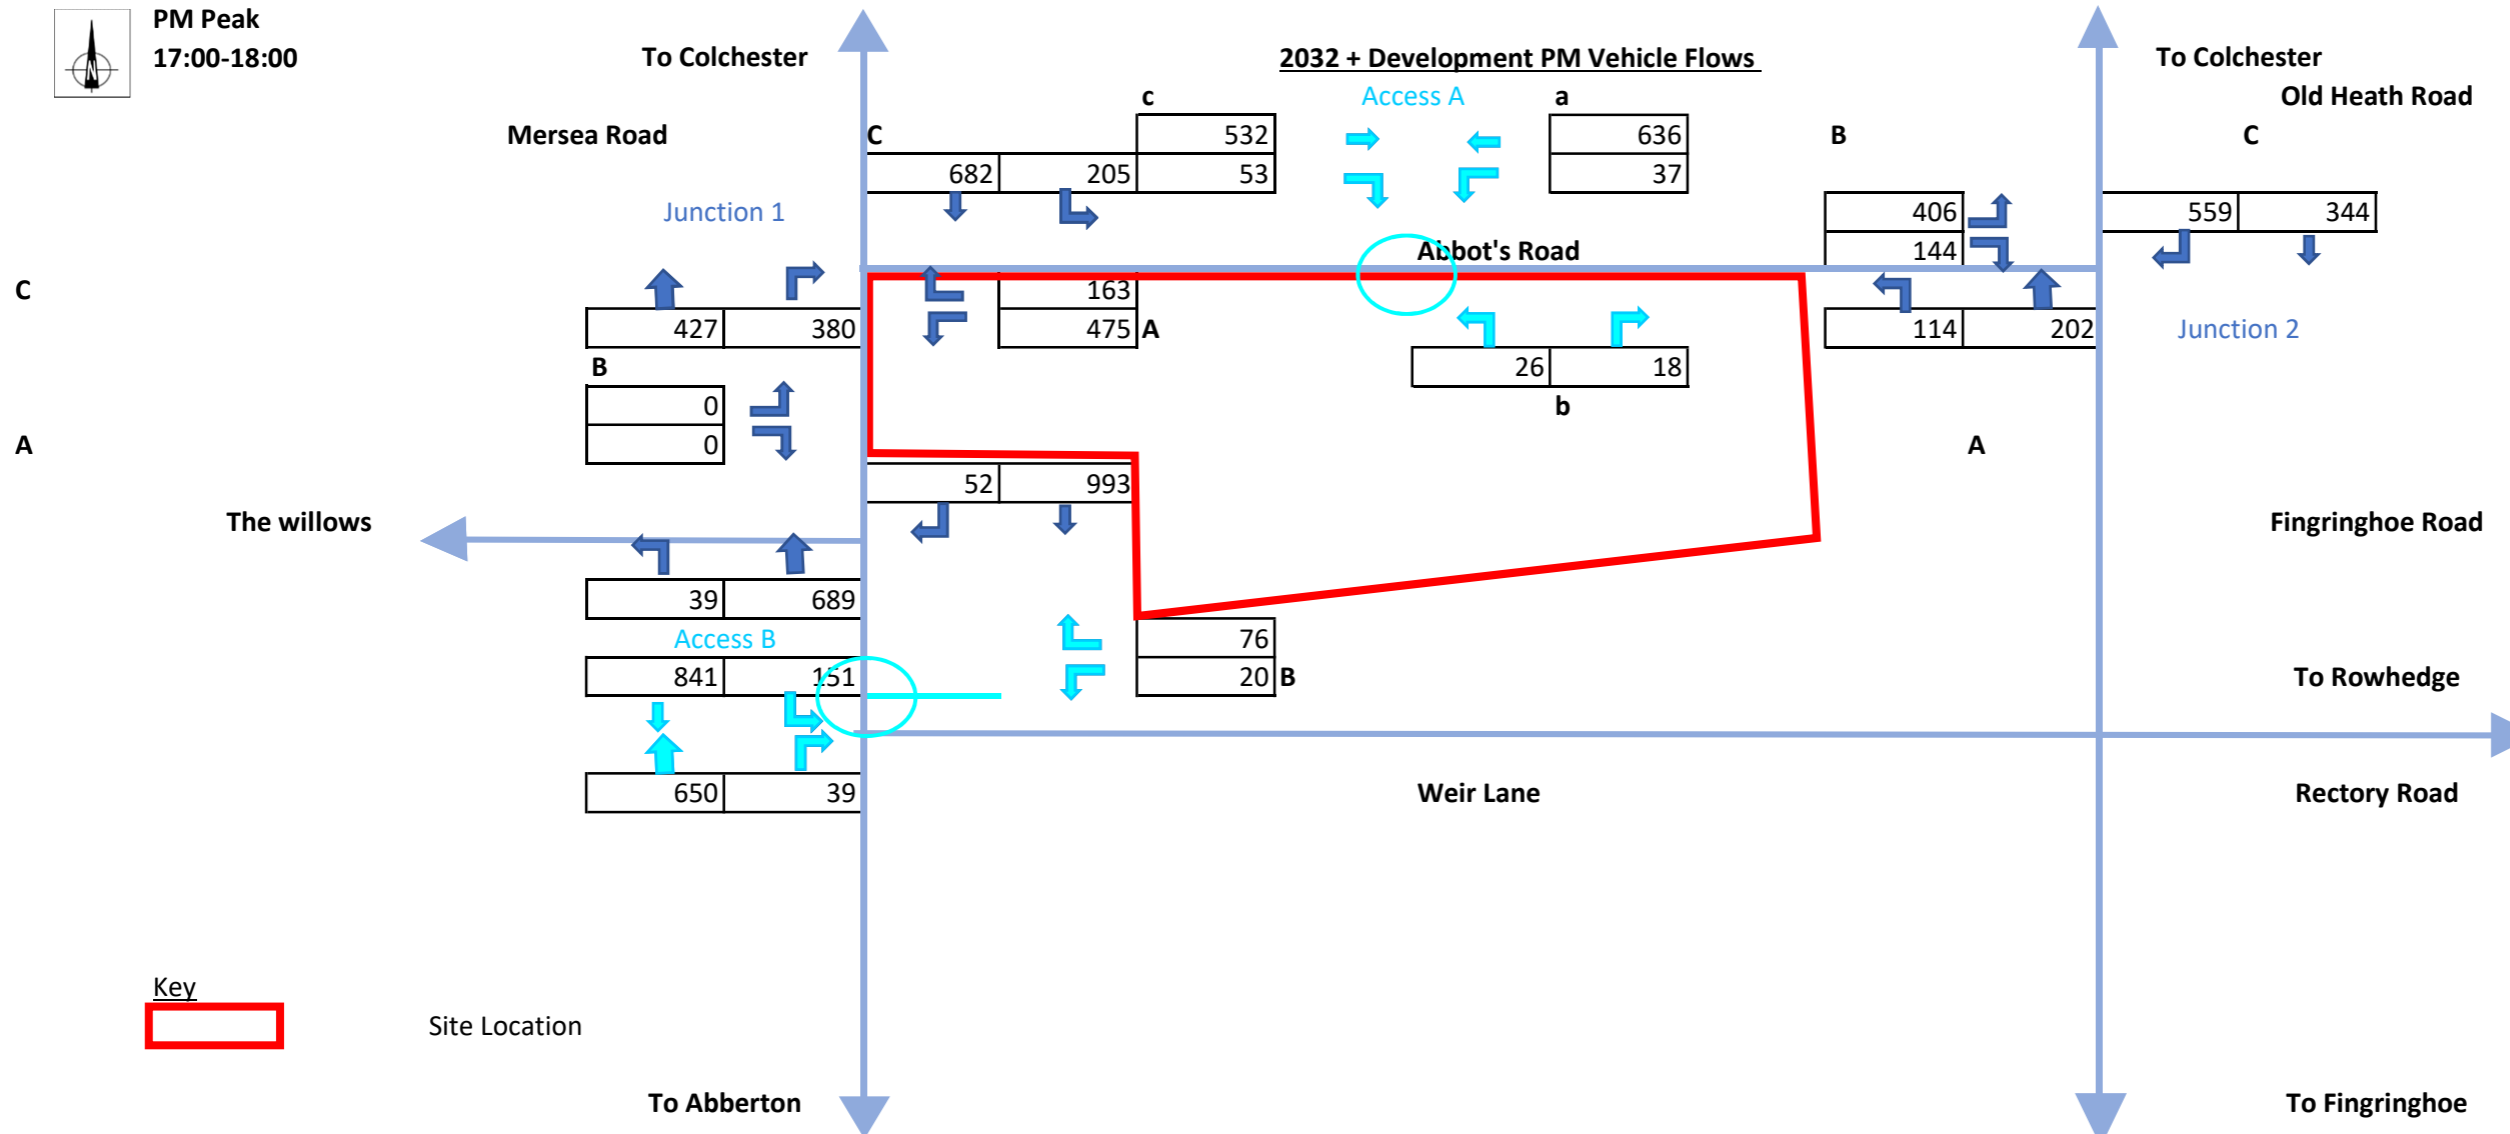 PM Peak
17:00-18:00
N
To Colchester
2032 + Development PM Vehicle Flows
To Colchester
c
Access A
a
Old Heath Road
Mersea Road
C
532
636
B
C
682
205
53
37
Junction 1
406
559
344
Abbot's Road
144
C
163
427
380
475
A
114
202
Junction 2
B
26
18
0
b
0
A
A
52
993
The willows
Fingringhoe Road
39
689
Access B
76
841
151
20
B
To Rowhedge
650
39
Weir Lane
Rectory Road
Key
Site Location
To Abberton
To Fingringhoe